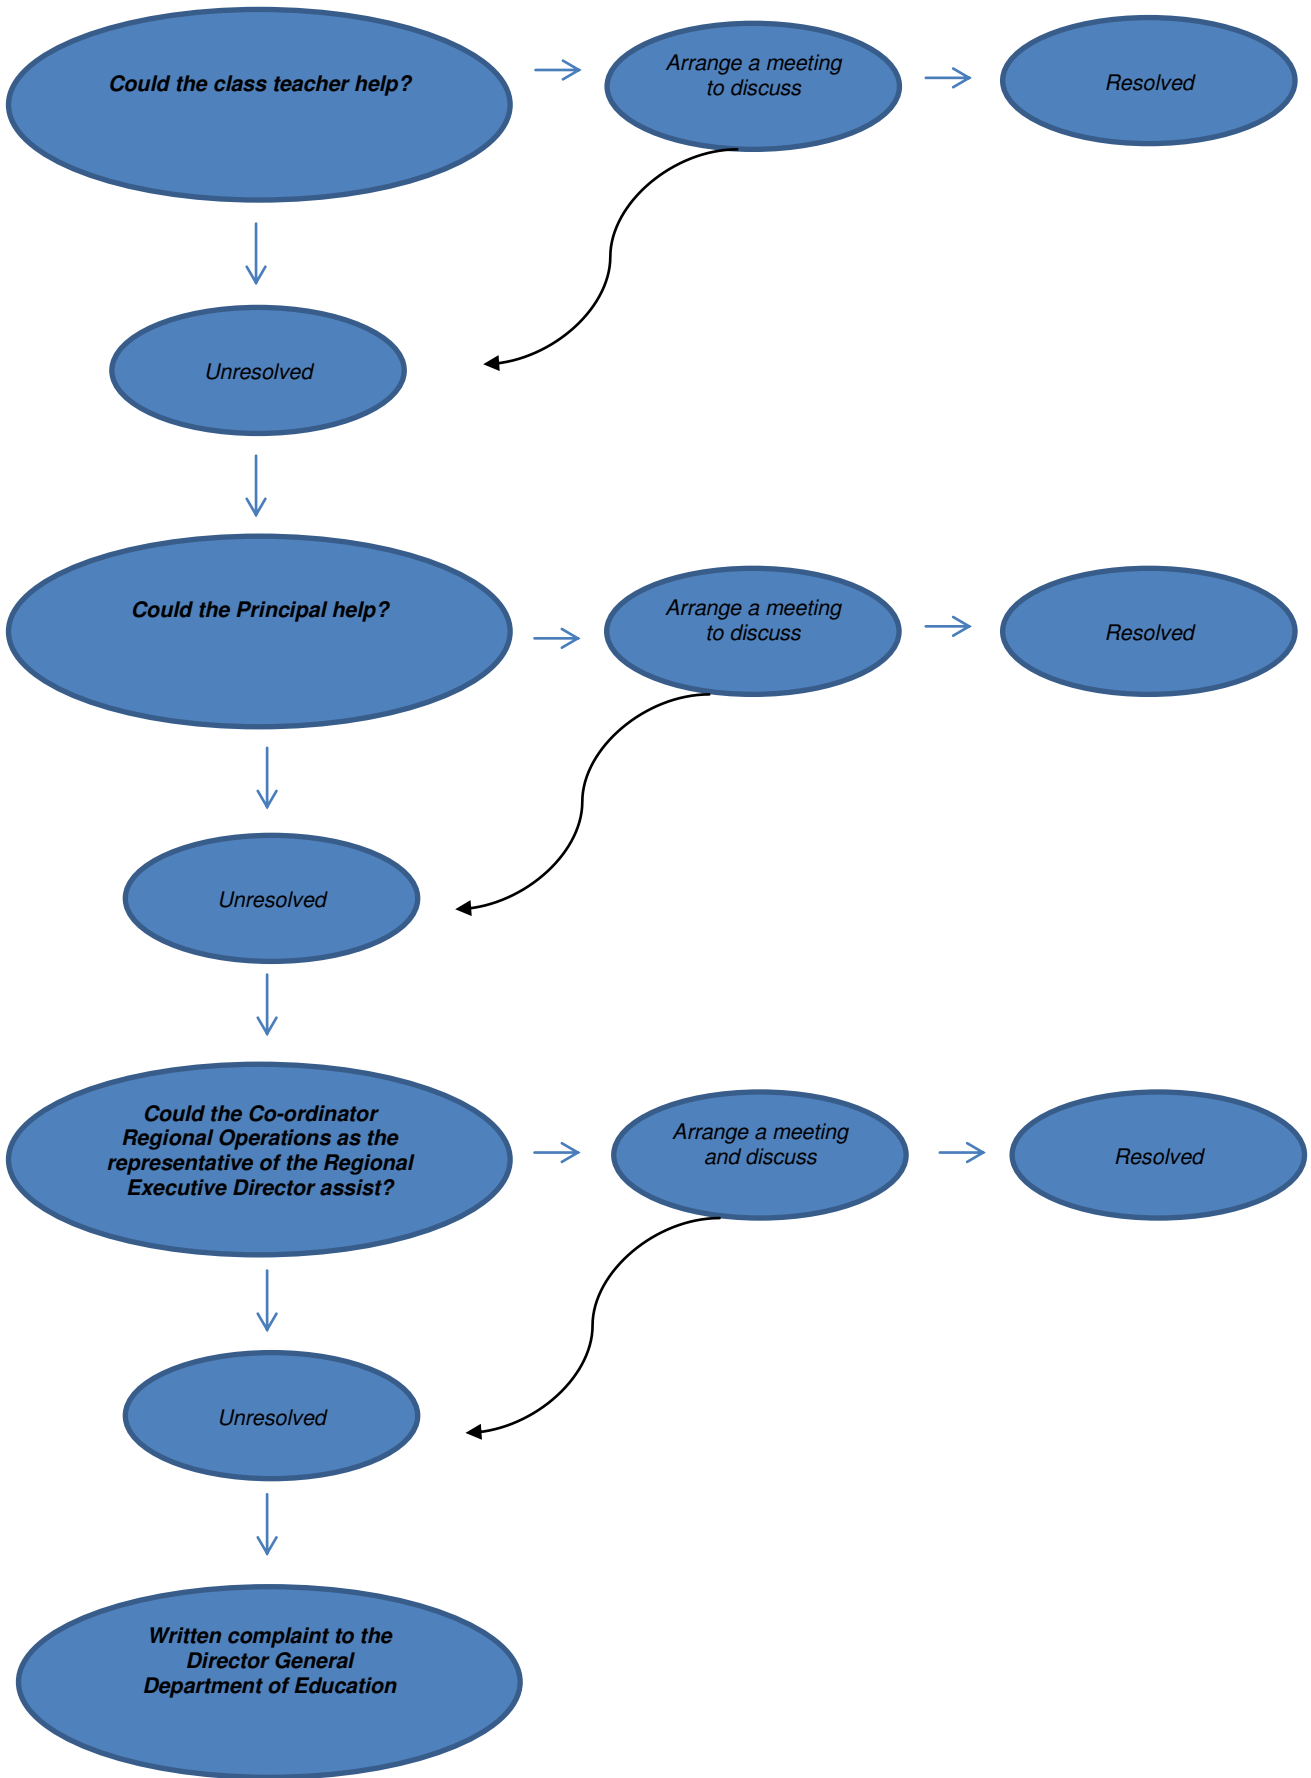 Could the class teacher help?
Arrange a meeting
to discuss
Resolved
Unresolved
Could the Principal help?
Arrange a meeting
to discuss
Resolved
Unresolved
Could the Co-ordinator
Regional Operations as the
representative of the Regional
Executive Director assist?
Arrange a meeting
and discuss
Resolved
Unresolved
Written complaint to the
Director General
Department of Education